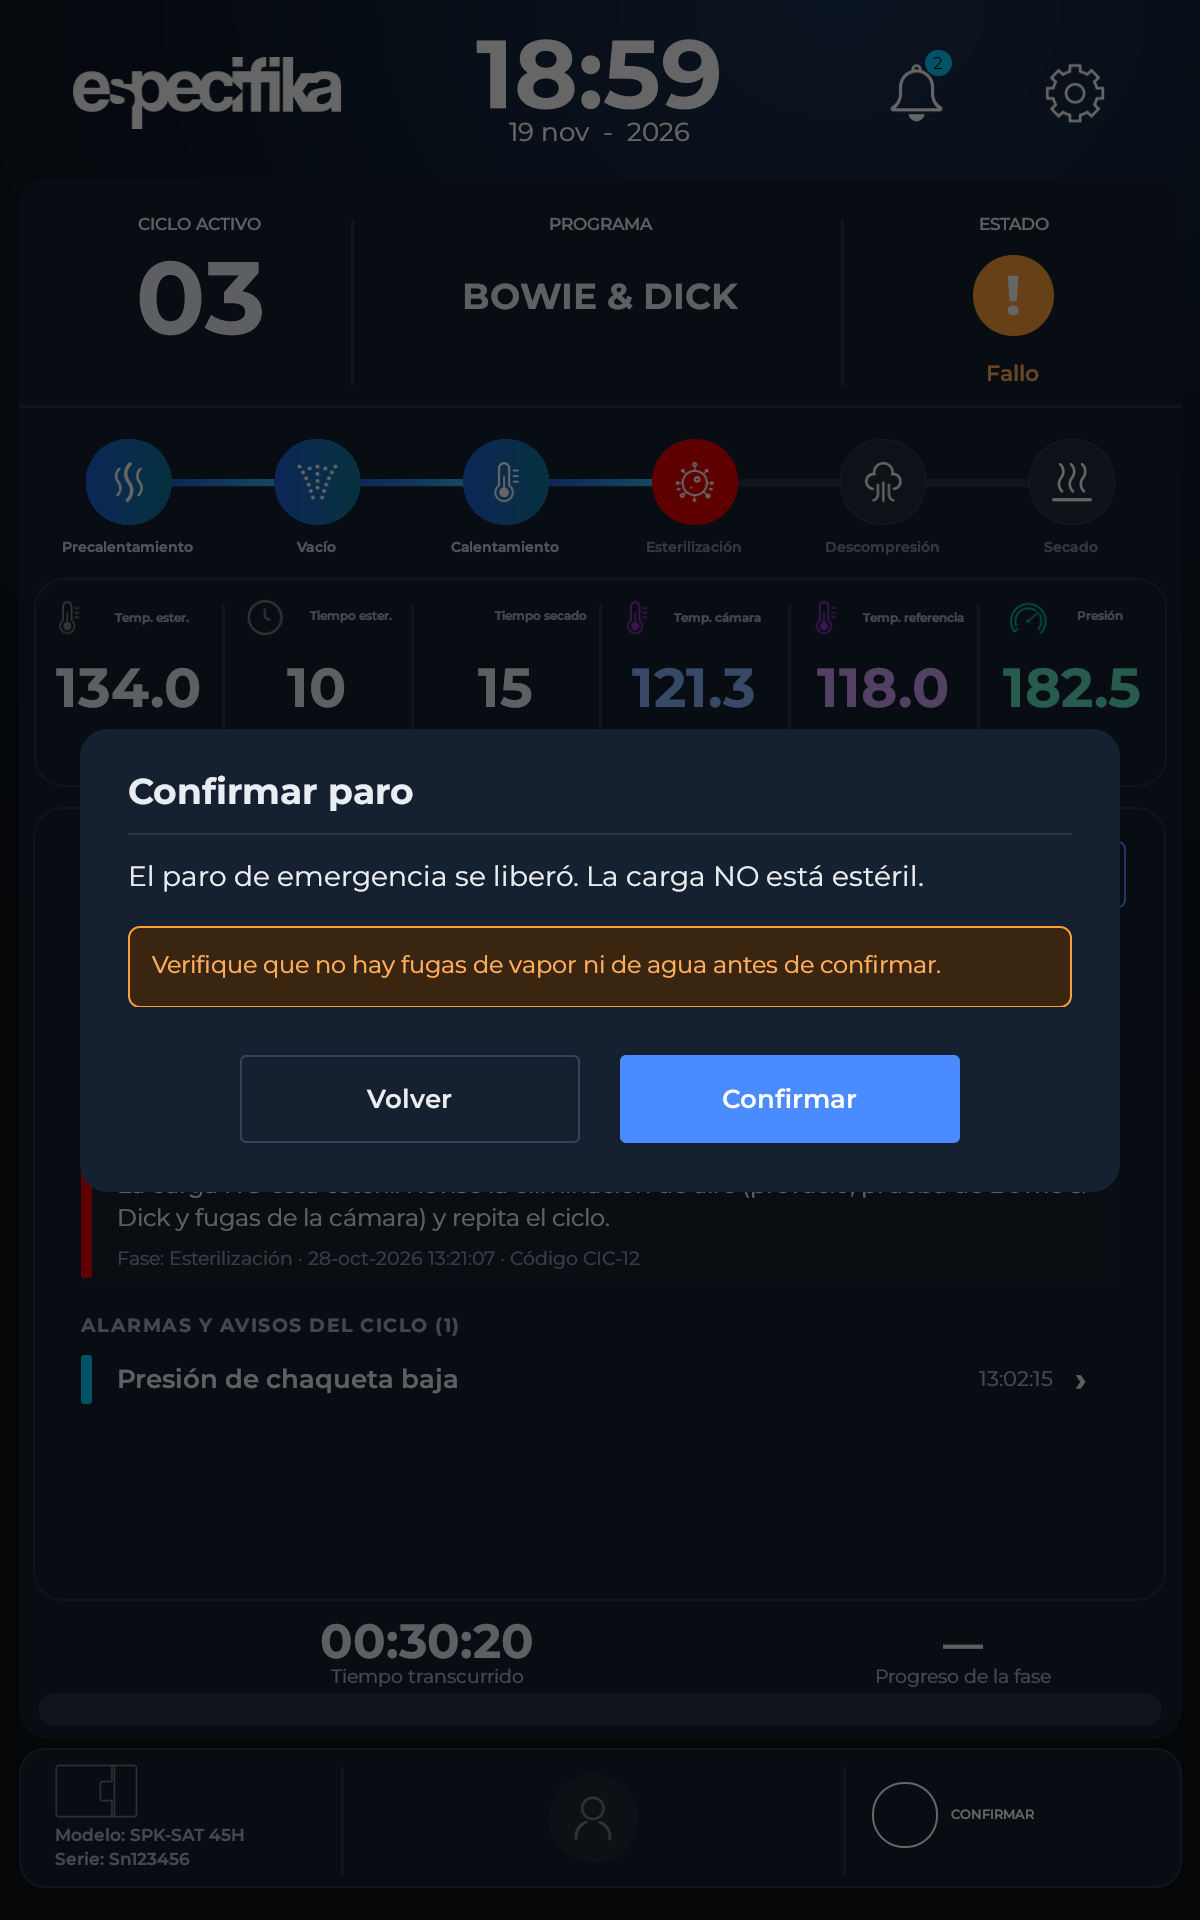 especifika
18:59
19 nov - 2026
2
CICLO ACTIVO
PROGRAMA
ESTADO
03
BOWIE & DICK
!
Fallo
Precalentamiento
Vacío
Calentamiento
Esterilización
Descompresión
Secado
Temp. ester.
Tiempo ester.
Tiempo secado
Temp. cámara
Temp. referencia
Presión
134.0
10
15
121.3
118.0
182.5
Confirmar paro
El paro de emergencia se liberó. La carga NO está estéril.
Verifique que no hay fugas de vapor ni de agua antes de confirmar.
Volver
Confirmar
Dick y fugas de la cámara) y repita el ciclo.
Fase: Esterilización · 28-oct-2026 13:21:07 · Código CIC-12
ALARMAS Y AVISOS DEL CICLO (1)
Presión de chaqueta baja
13:02:15 ›
00:30:20
Tiempo transcurrido
—
Progreso de la fase
Modelo: SPK-SAT 45H
Serie: Sn123456
CONFIRMAR